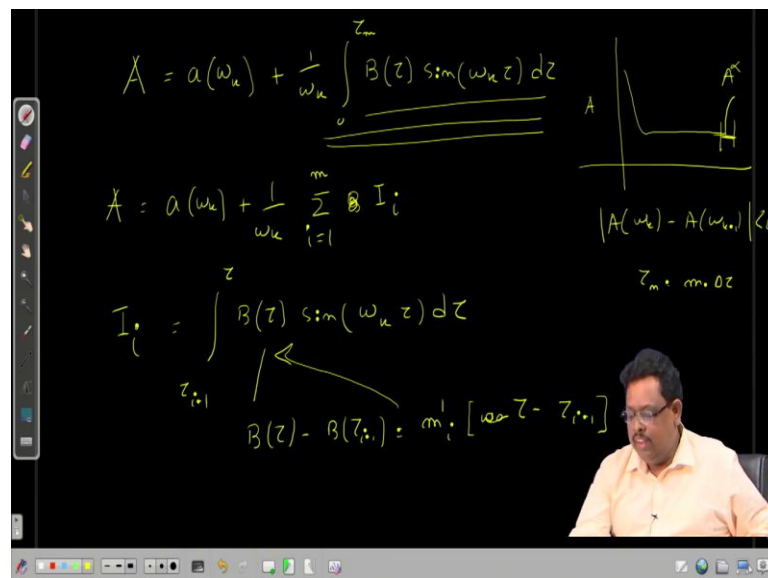 τm
A = a(ωk) + 1/ωk ∫ B(τ) sin(ωk τ) dτ
0
A^α
A
A = a(ωk) + 1/ωk Σ Ii
m
i=1
|A(ωk) - A(ωk+1)|
τm = m·Δτ
τ
Ii = ∫ B(τ) sin(ωk τ) dτ
τi-1
B(τ) - B(τi-1) = m'i [τ - τi-1]